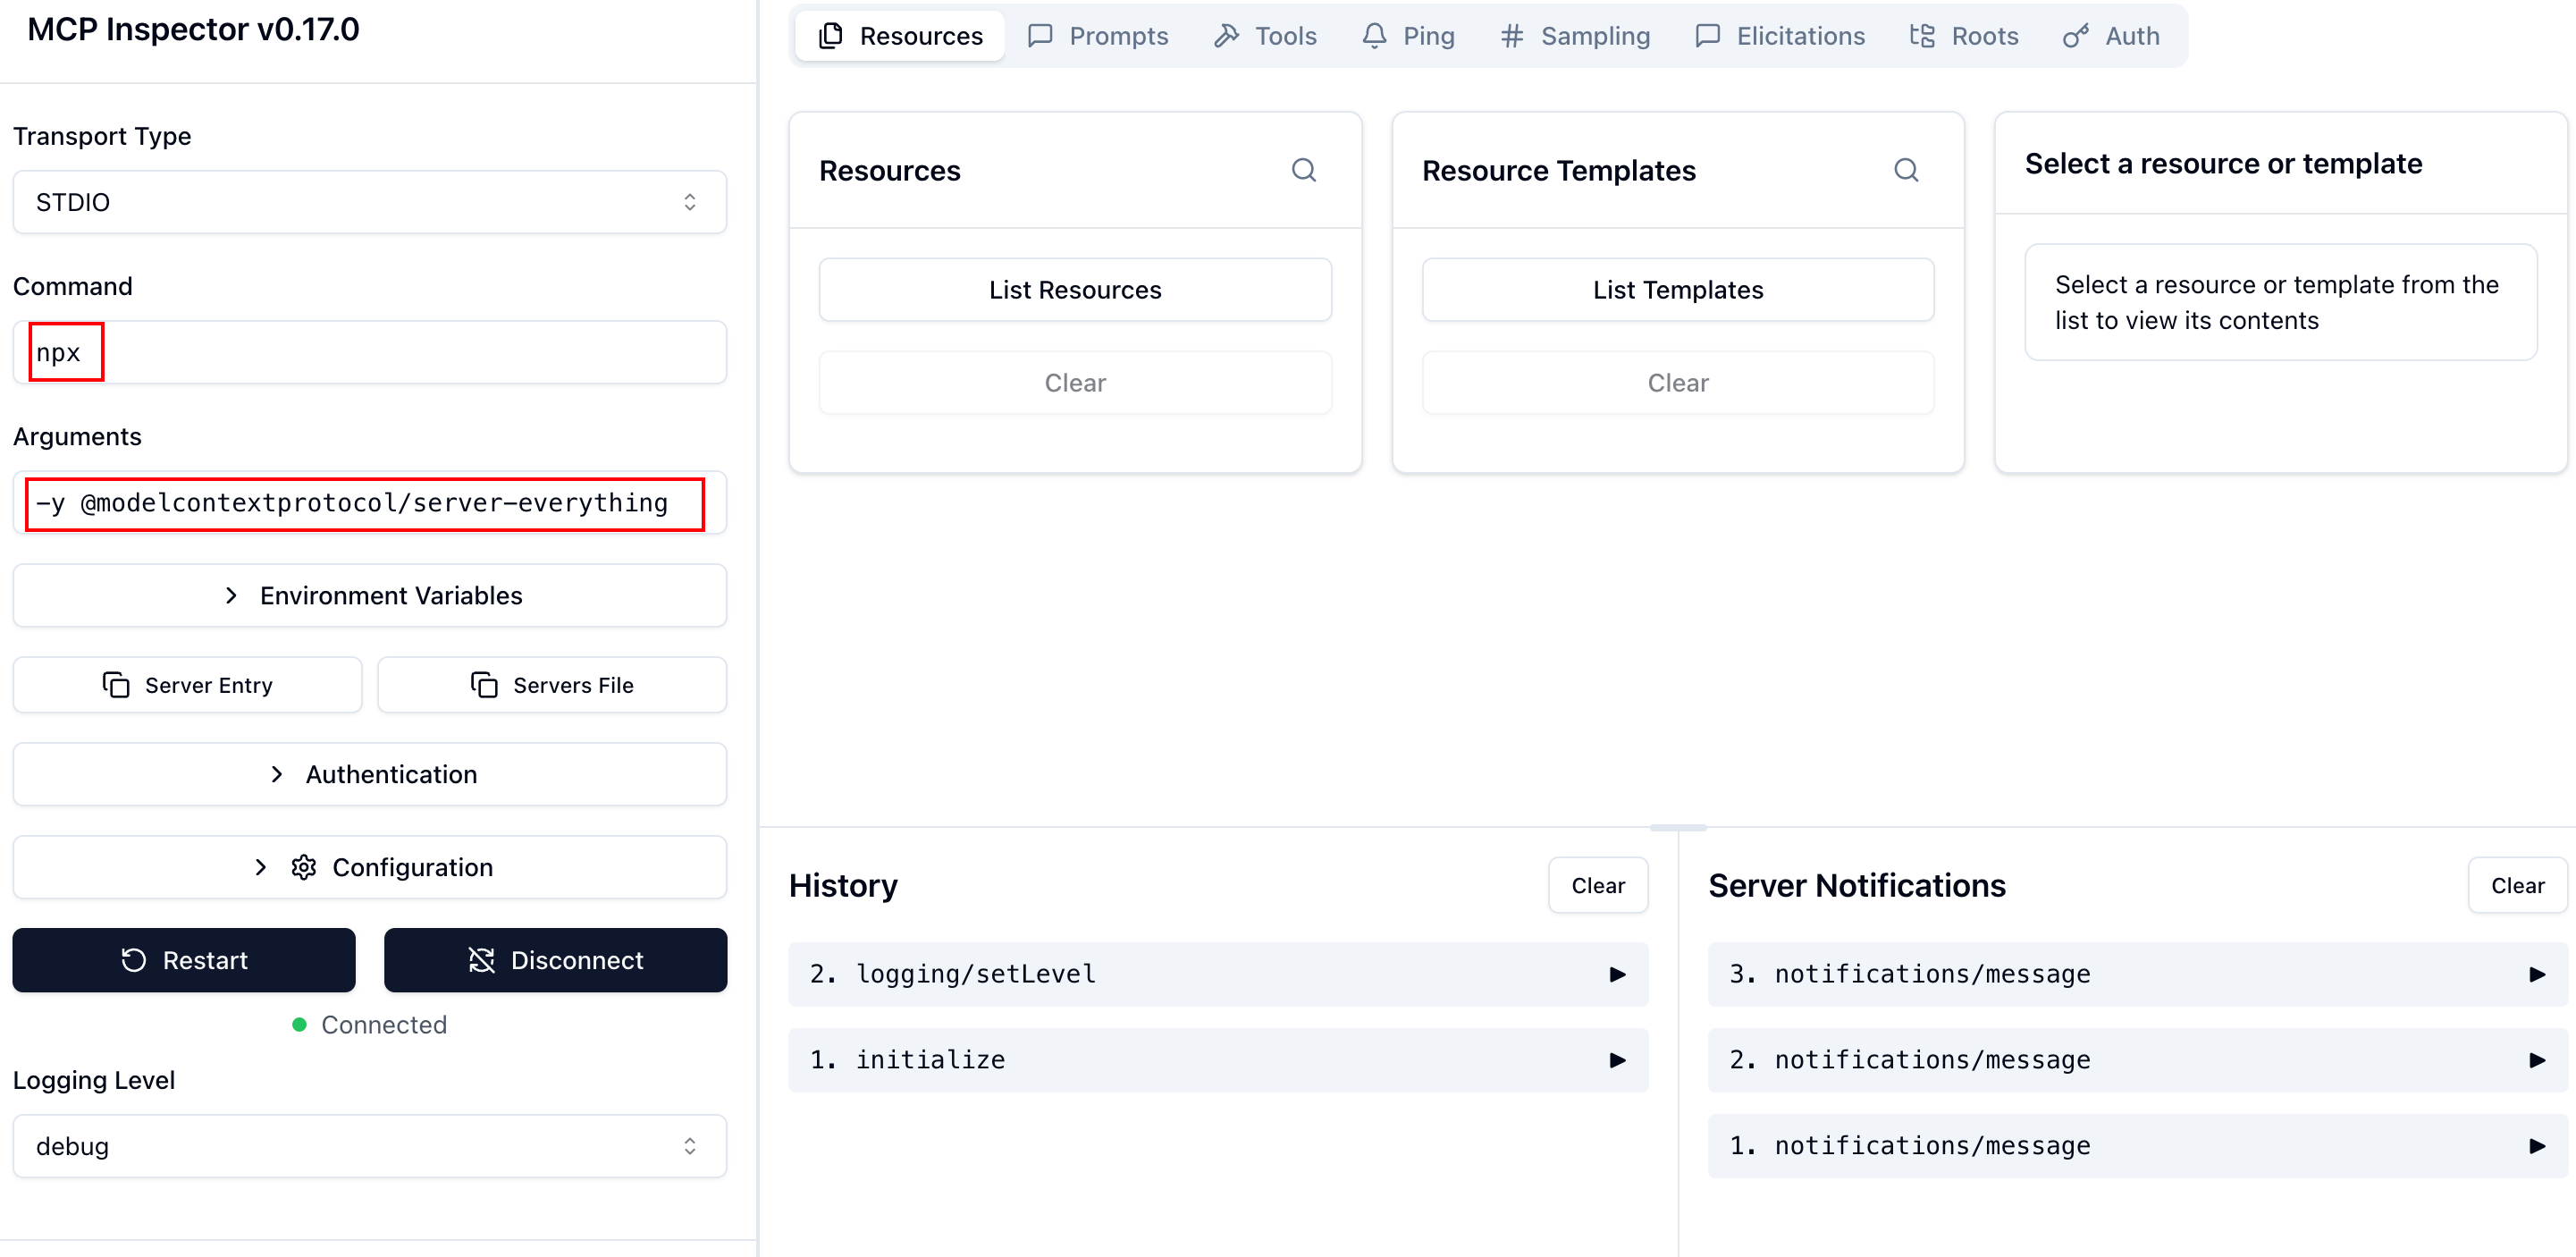 MCP Inspector v0.17.0
Transport Type
STDIO
Command
npx
Arguments
-y @modelcontextprotocol/server-everything
Environment Variables
Server Entry
Servers File
Authentication
Configuration
Restart
Disconnect
Connected
Logging Level
debug
Resources
Prompts
Tools
Ping
Sampling
Elicitations
Roots
Auth
Resources
List Resources
Clear
Resource Templates
List Templates
Clear
Select a resource or template
Select a resource or template from the
list to view its contents
History
Clear
2. logging/setLevel
1. initialize
Server Notifications
Clear
3. notifications/message
2. notifications/message
1. notifications/message